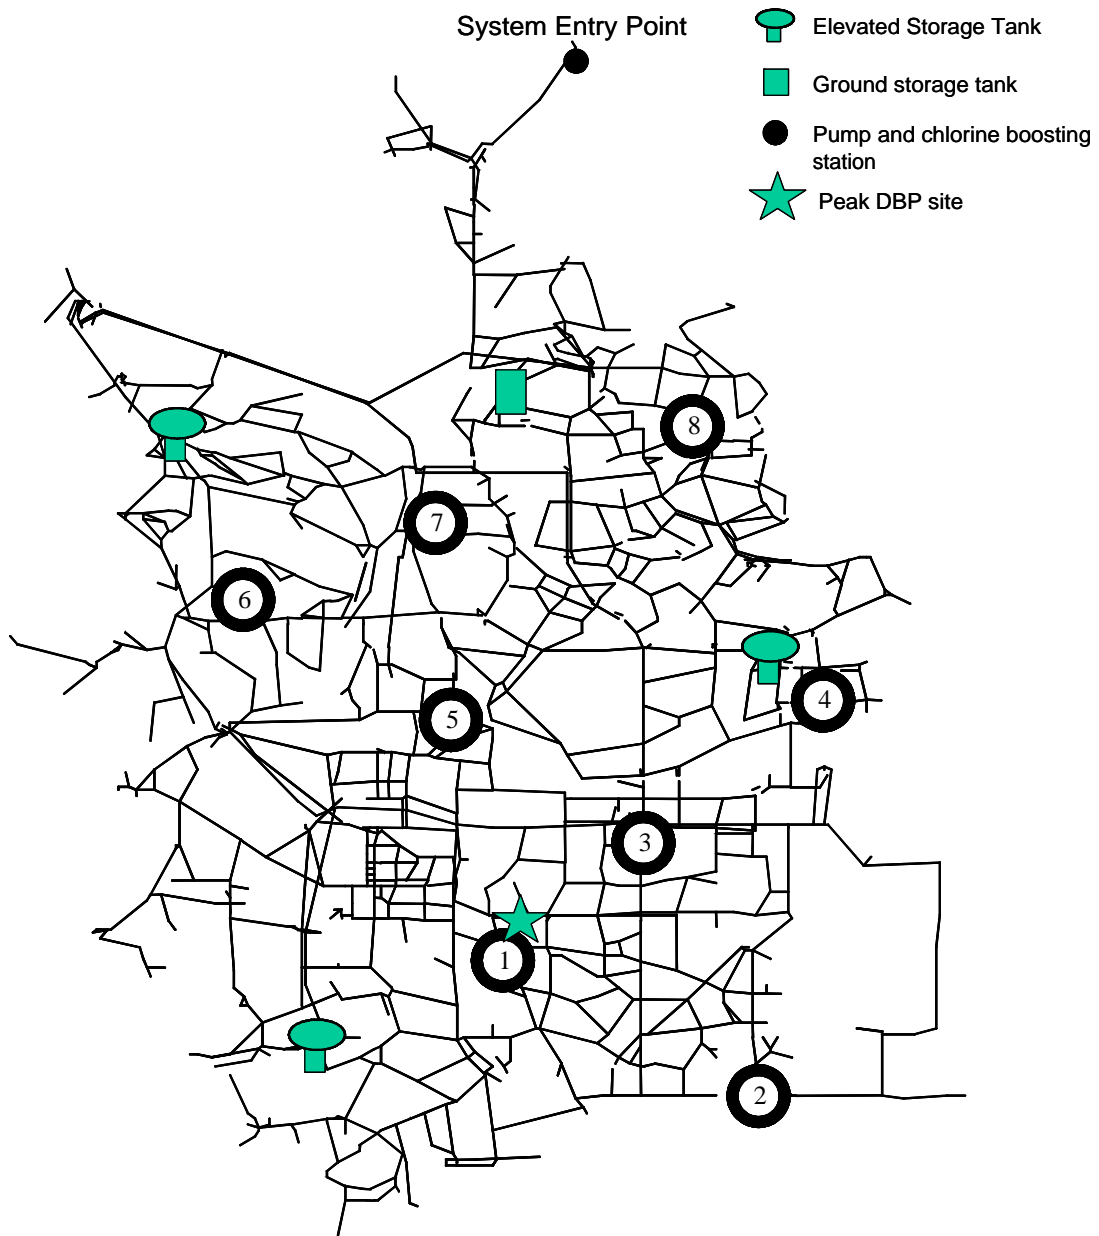 System Entry Point
Elevated Storage Tank
Ground storage tank
Pump and chlorine boosting
station
Peak DBP site
8
7
6
4
5
3
1
2